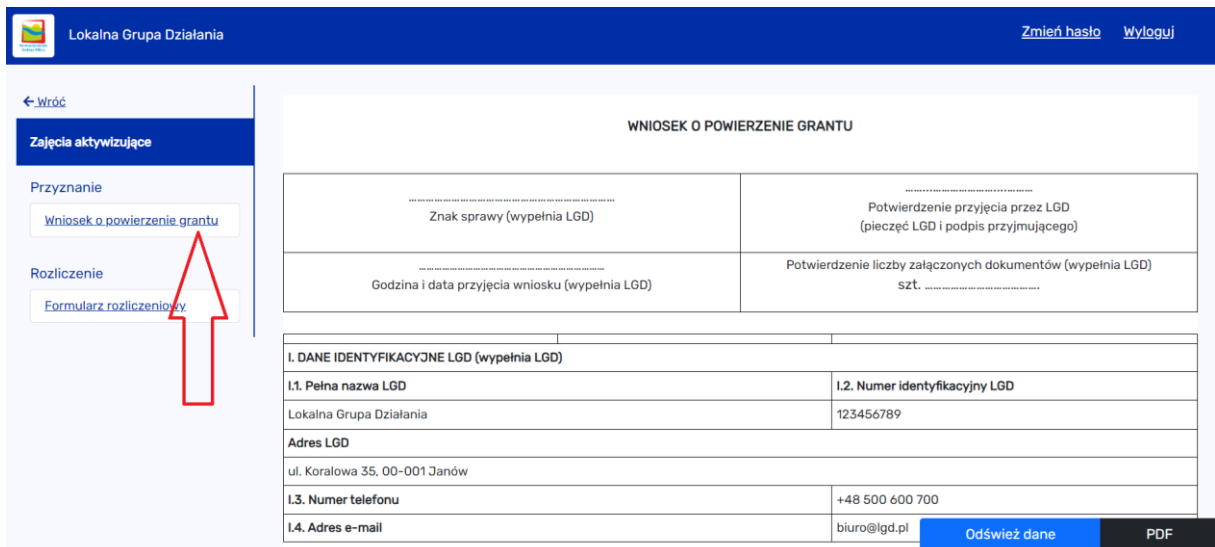 Lokalna Grupa Działania
Zmień hasło
Wyloguj
Wróć
Zajęcia aktywizujące
Przyznanie
Wniosek o powierzenie grantu
Rozliczenie
Formularz rozliczeniowy
WNIOSEK O POWIERZENIE GRANTU
Znak sprawy (wypełnia LGD)
Potwierdzenie przyjęcia przez LGD
(pieczęć LGD i podpis przyjmującego)
Godzina i data przyjęcia wniosku (wypełnia LGD)
Potwierdzenie liczby załączonych dokumentów (wypełnia LGD)
szt. ........................................
I. DANE IDENTYFIKACYJNE LGD (wypełnia LGD)
I.1. Pełna nazwa LGD
I.2. Numer identyfikacyjny LGD
Lokalna Grupa Działania
123456789
Adres LGD
ul. Koralowa 35, 00-001 Janów
I.3. Numer telefonu
+48 500 600 700
I.4. Adres e-mail
biuro@lgd.pl
Odśwież dane
PDF